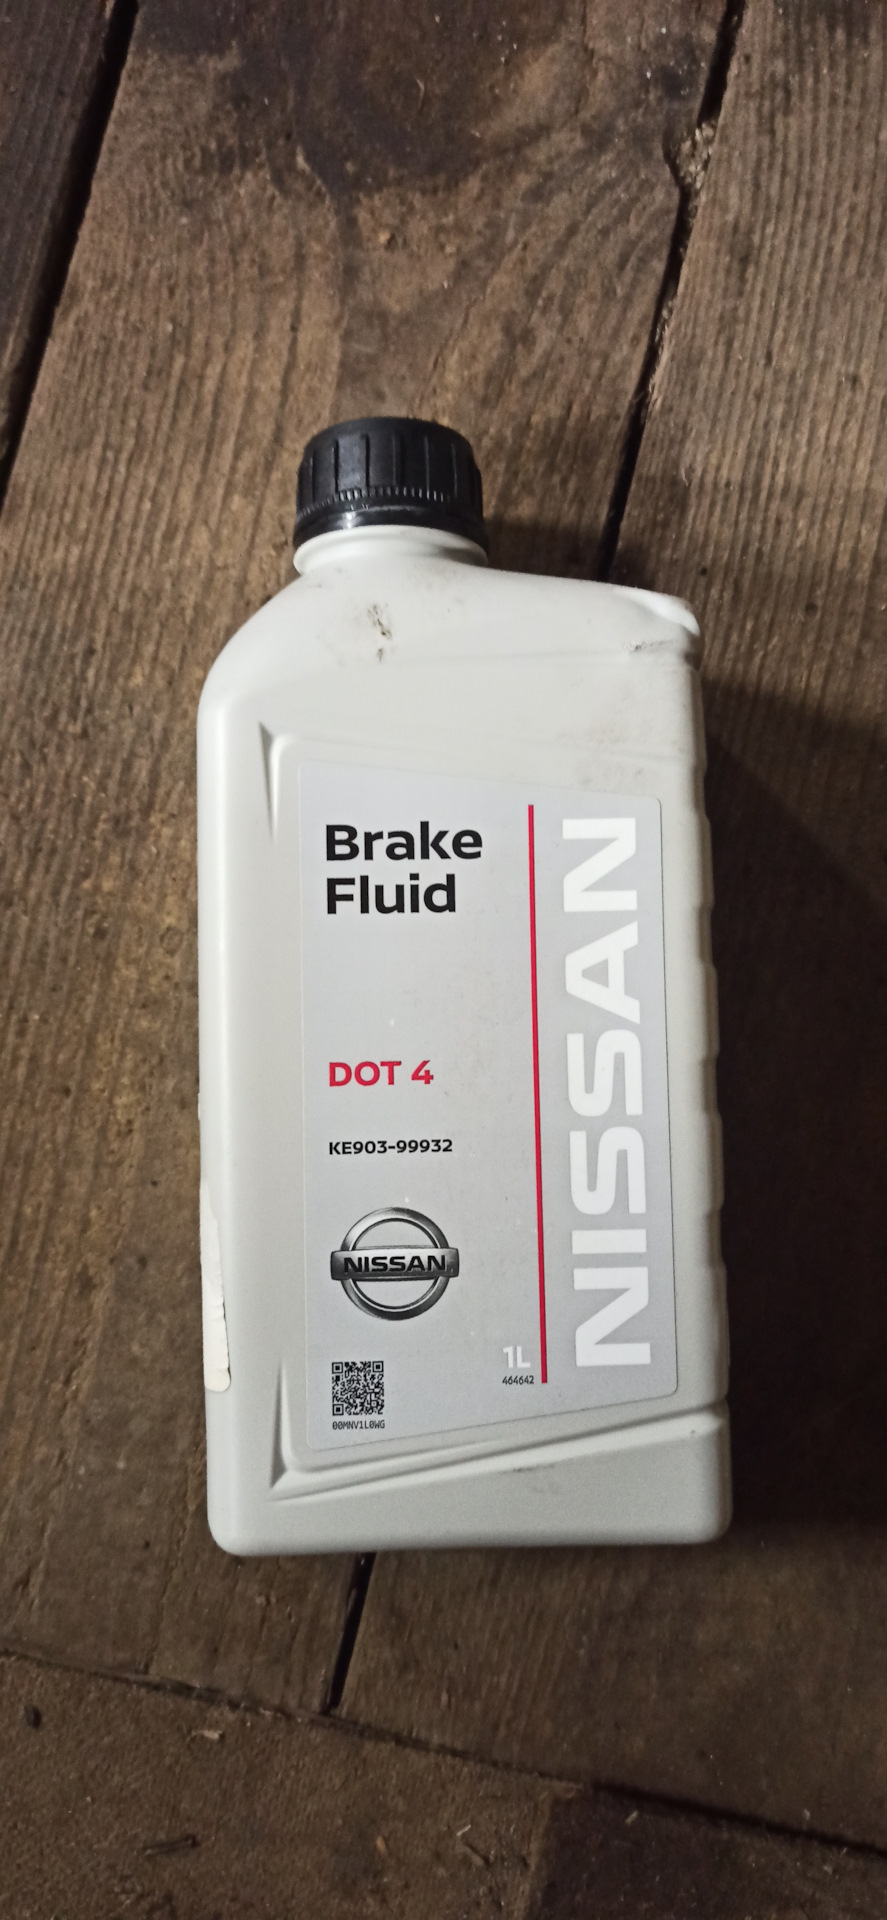 Brake
Fluid
DOT 4
KE903-99932
NISSAN
00MNV1L0WG
1L
464642
NISSAN